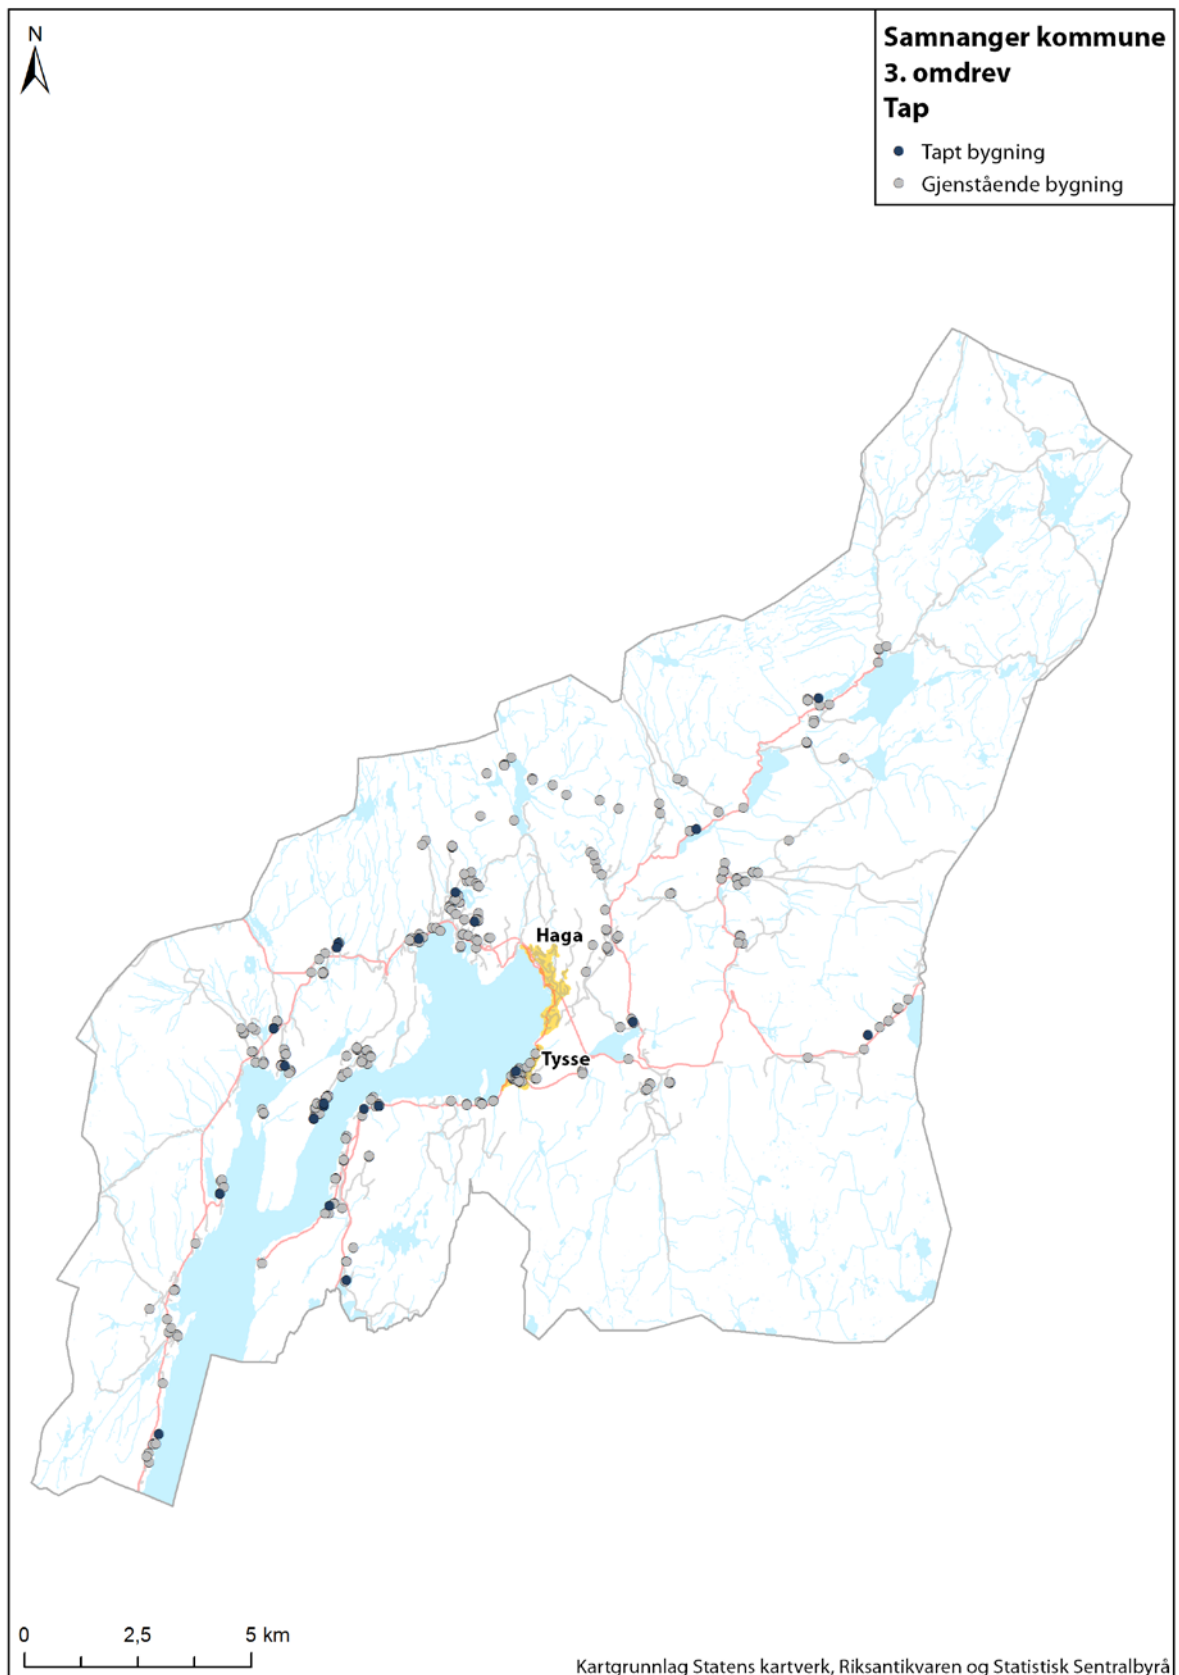 N
Samnanger kommune
3. omdrev
Tap
Tapt bygning
Gjenstående bygning
Haga
Tysse
0 2,5 5 km
Kartgrunnlag Statens kartverk, Riksantikvaren og Statistisk Sentralbyrå